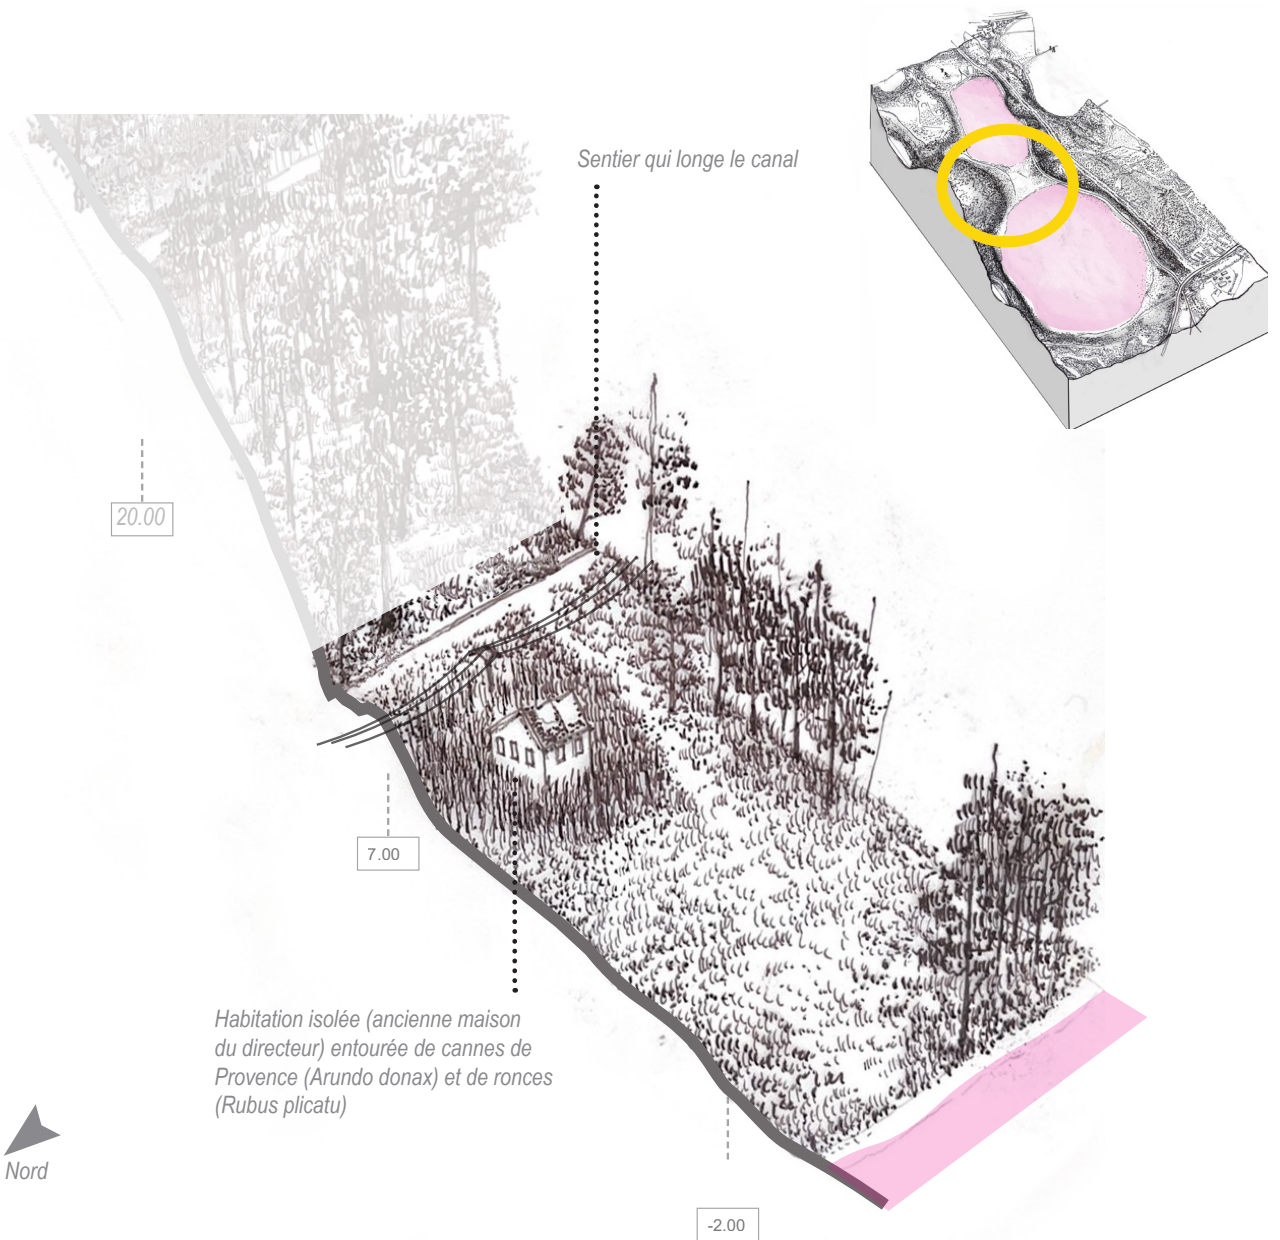 Sentier qui longe le canal
20.00
7.00
Habitation isolée (ancienne maison
du directeur) entourée de cannes de
Provence (Arundo donax) et de ronces
(Rubus plicatu)
Nord
-2.00